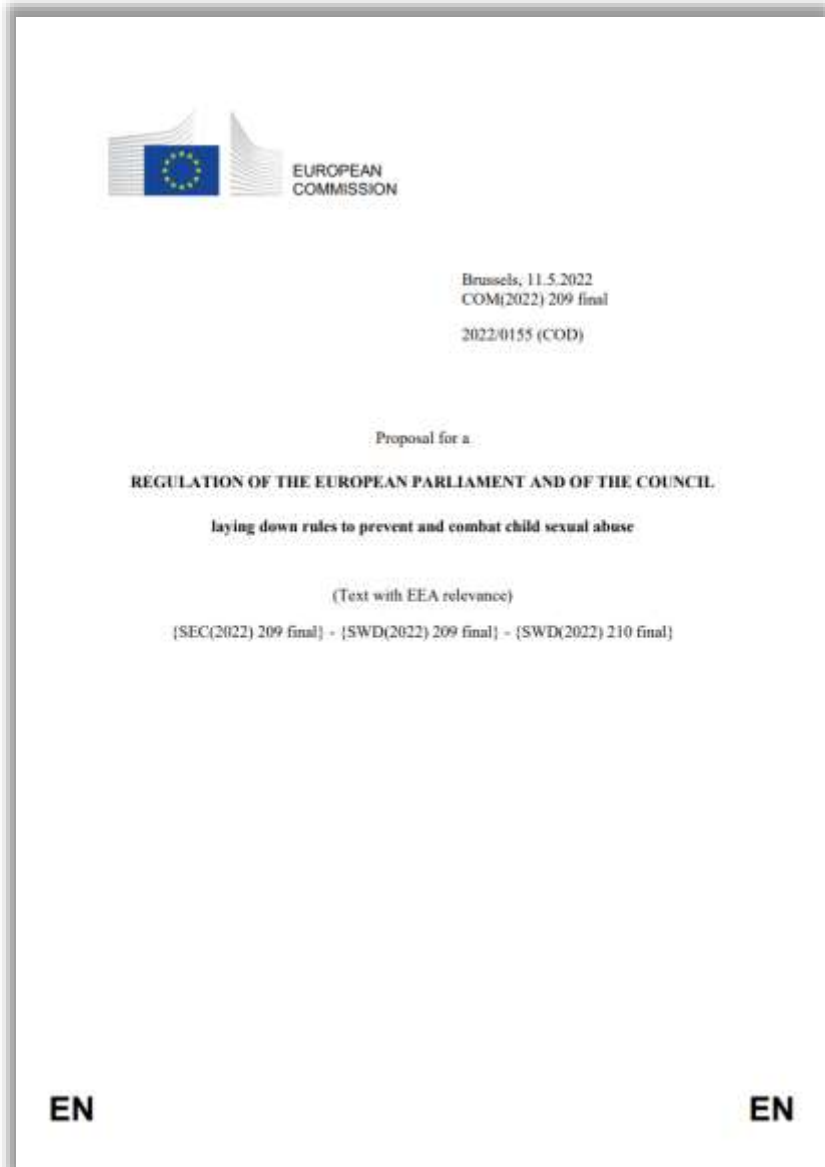 EUROPEAN
COMMISSION
Brussels, 11.5.2022
COM(2022) 209 final
2022/0155 (COD)
Proposal for a
REGULATION OF THE EUROPEAN PARLIAMENT AND OF THE COUNCIL
laying down rules to prevent and combat child sexual abuse
(Text with EEA relevance)
{SEC(2022) 209 final} - {SWD(2022) 209 final} - {SWD(2022) 210 final}
EN EN